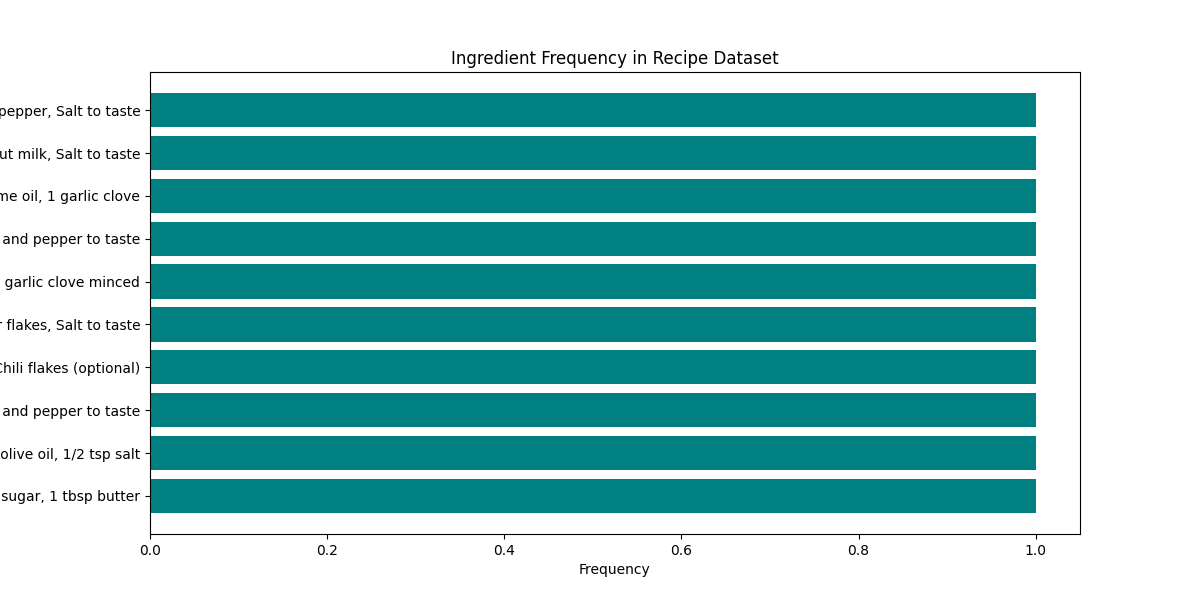 Ingredient Frequency in Recipe Dataset
pepper, Salt to taste
milk, Salt to taste
oil, 1 garlic clove
and pepper to taste
garlic clove minced
flakes, Salt to taste
Chili flakes (optional)
and pepper to taste
olive oil, 1/2 tsp salt
sugar, 1 tbsp butter
0.0 0.2 0.4 0.6 0.8 1.0
Frequency